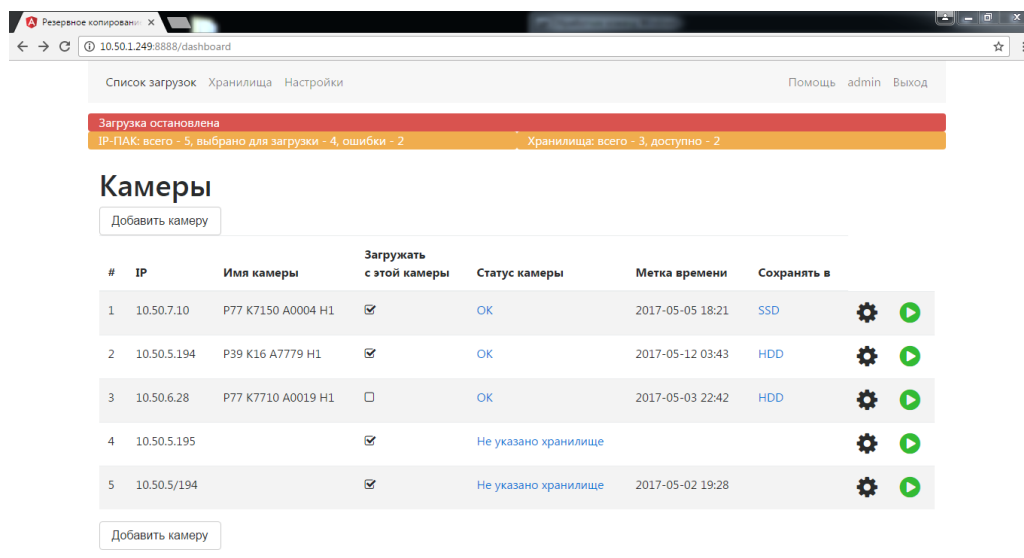 Резервное копировани
10.50.1.249:8888/dashboard
Список загрузок Хранилища Настройки Помощь admin Выход
Загрузка остановлена
IP-ПАК: всего - 5, выбрано для загрузки - 4, ошибки - 2 Хранилища: всего - 3, доступно - 2
Камеры
Добавить камеру
Загружать
# IP Имя камеры с этой камеры Статус камеры Метка времени Сохранять в
1 10.50.7.10 P77 K7150 A0004 H1 OK 2017-05-05 18:21 SSD
2 10.50.5.194 P39 K16 A7779 H1 OK 2017-05-12 03:43 HDD
3 10.50.6.28 P77 K7710 A0019 H1 OK 2017-05-03 22:42 HDD
4 10.50.5.195 Не указано хранилище
5 10.50.5/194 Не указано хранилище 2017-05-02 19:28
Добавить камеру